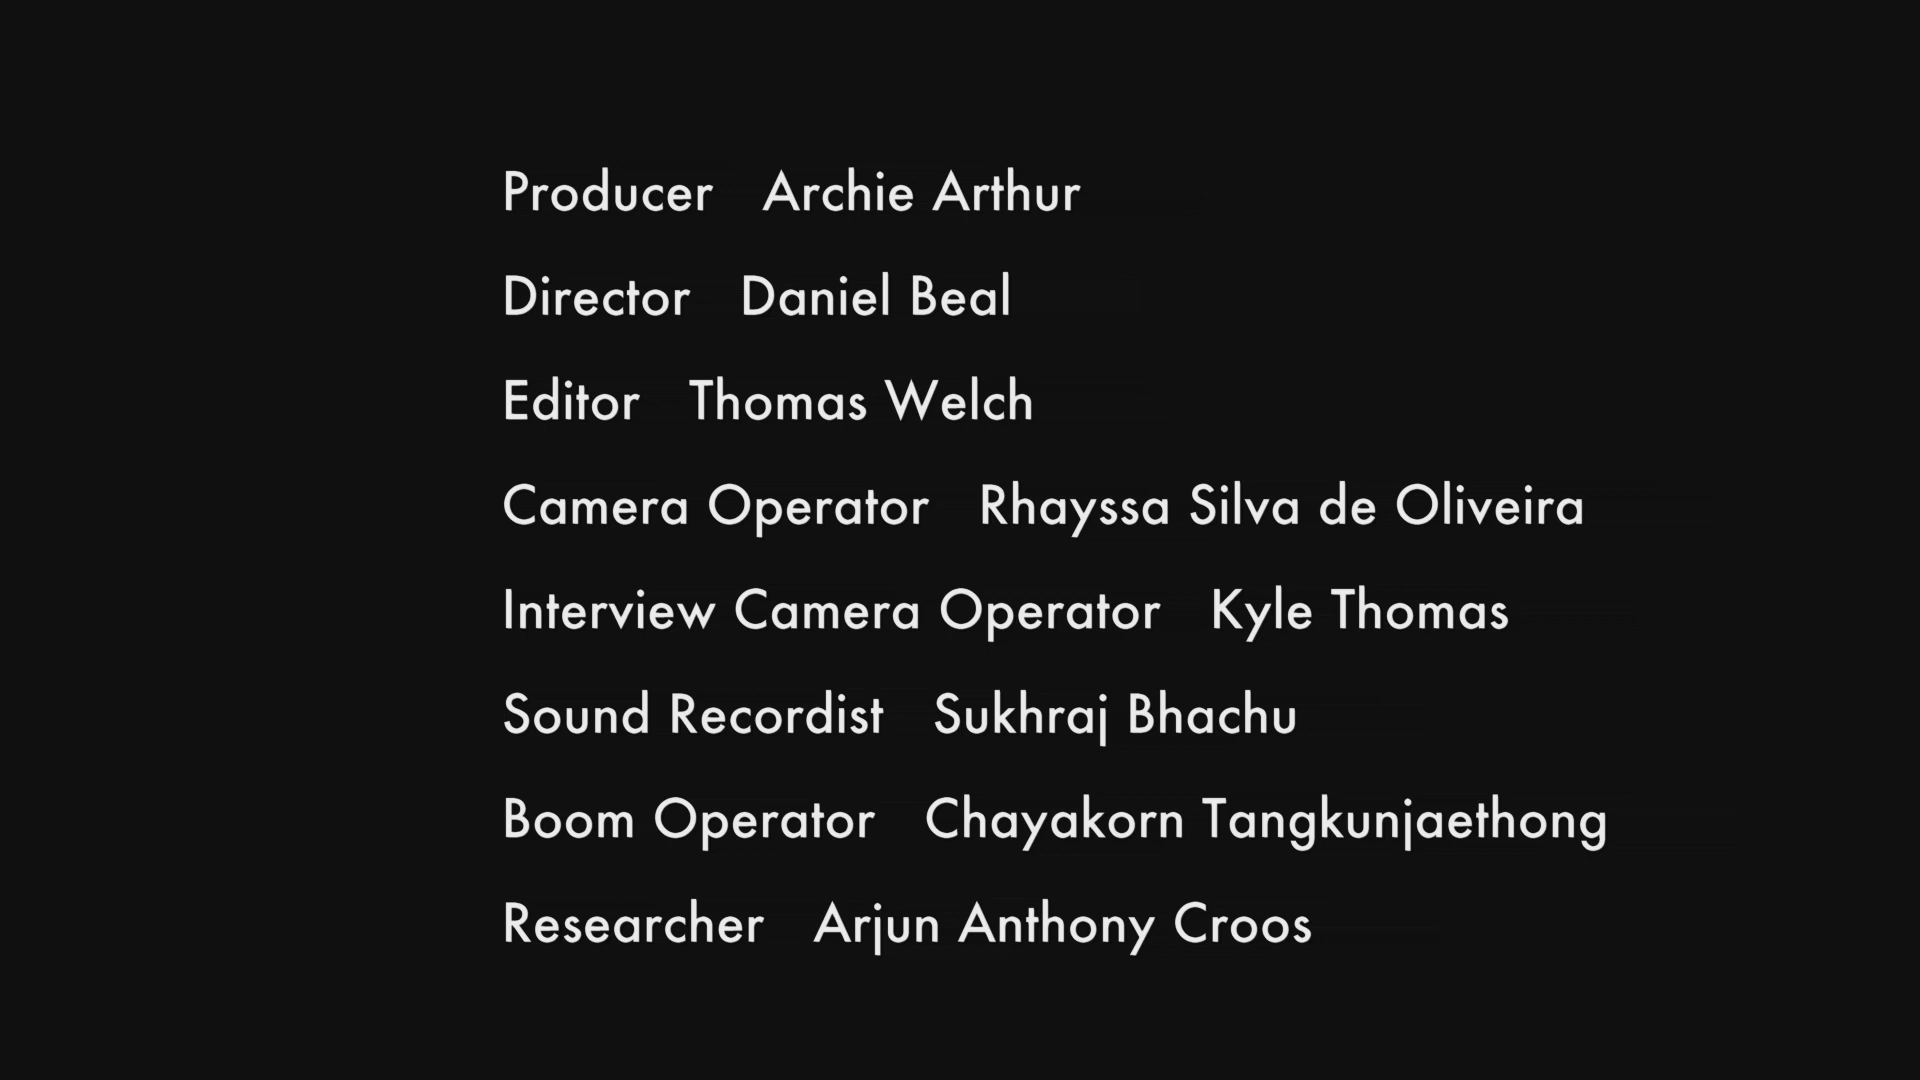 Producer Archie Arthur
Director Daniel Beal
Editor Thomas Welch
Camera Operator Rhayssa Silva de Oliveira
Interview Camera Operator Kyle Thomas
Sound Recordist Sukhraj Bhachu
Boom Operator Chayakorn Tangkunjaethong
Researcher Arjun Anthony Croos